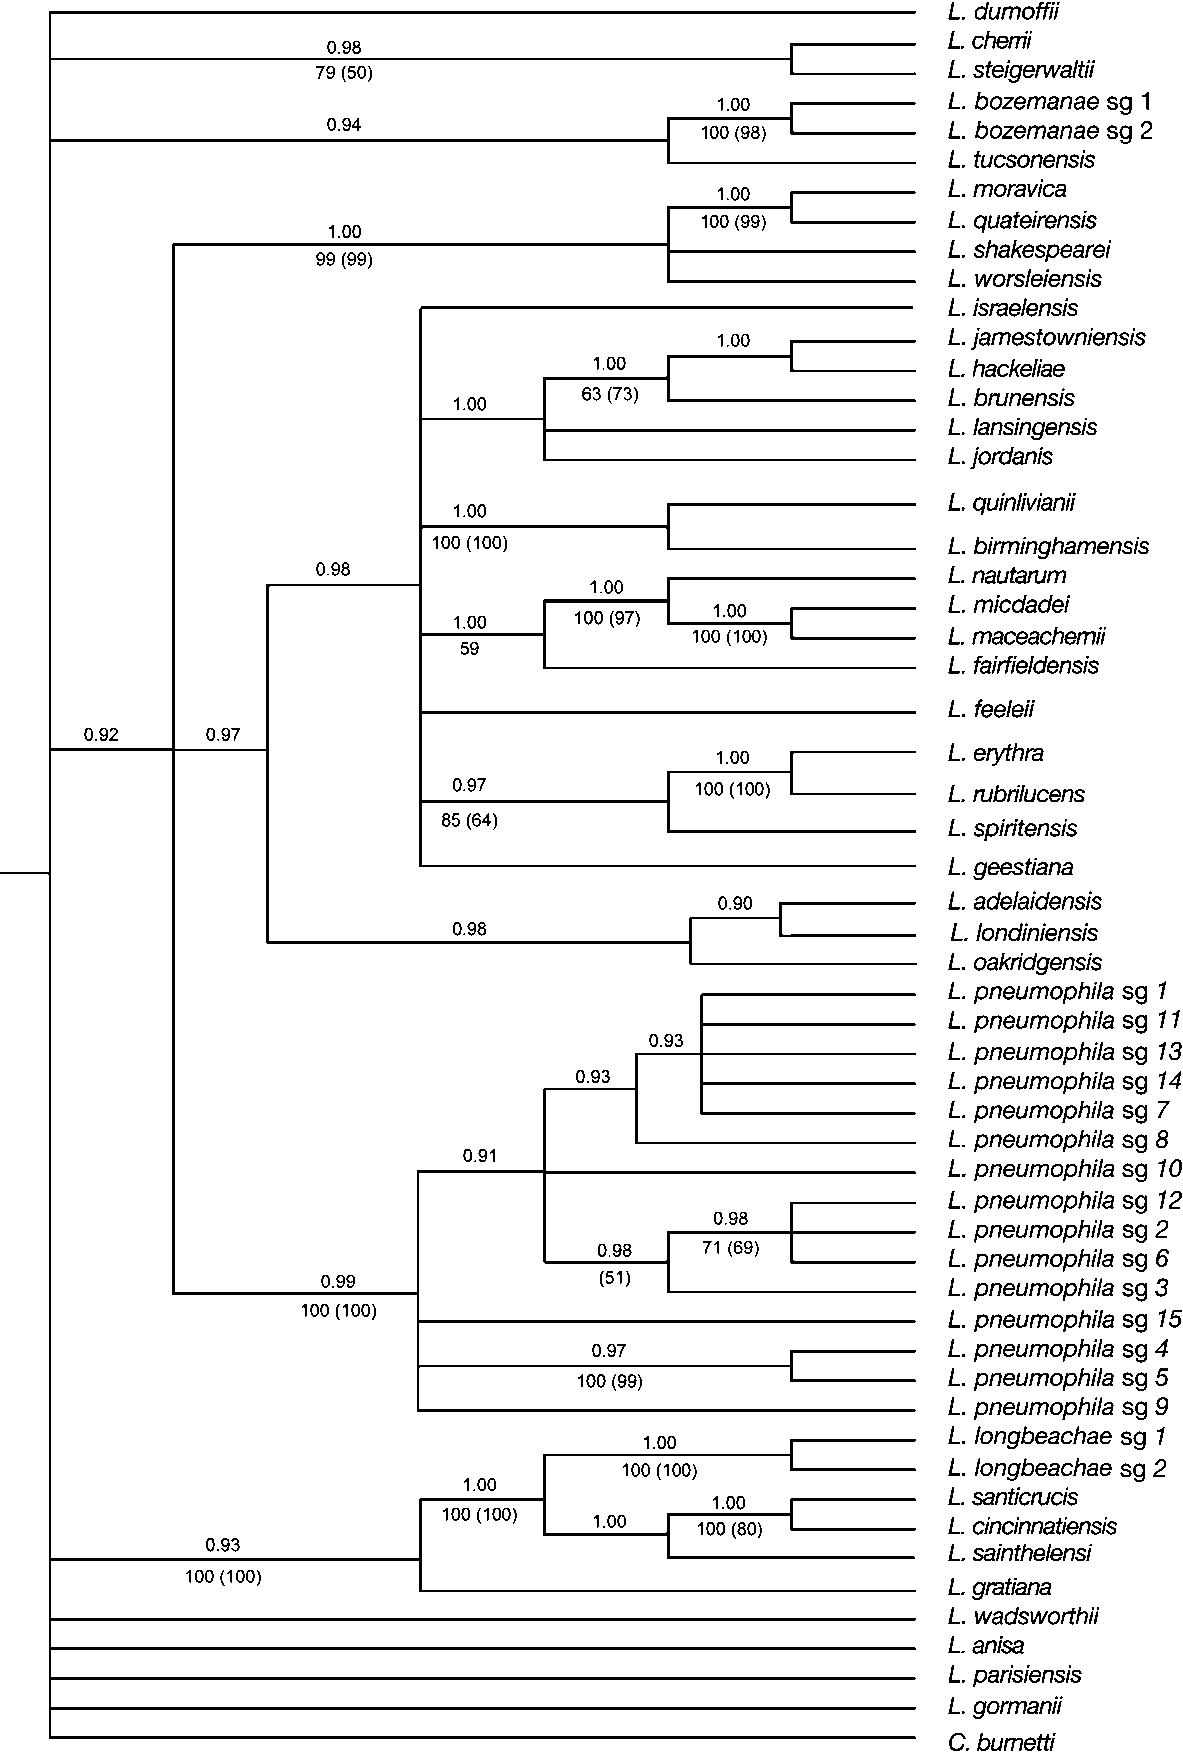 L. dumoffii
L. cherrii
0.98
79 (50)
L. steigerwaltii
L. bozemanae sg 1
1.00
0.94
100 (98)
L. bozemanae sg 2
L. tucsonensis
L. moravica
1.00
100 (99)
L. quateirensis
1.00
99 (99)
L. shakespearei
L. worsleiensis
L. israelensis
L. jamestowniensis
1.00
1.00
L. hackeliae
63 (73)
L. brunensis
1.00
L. lansingensis
L. jordanis
L. quinlivianii
1.00
100 (100)
L. birminghamensis
0.98
L. nautarum
1.00
100 (97)
L. micdadei
1.00
100 (100)
L. maceachernii
1.00
59
L. fairfieldensis
L. feeleii
0.92
0.97
L. erythra
1.00
100 (100)
0.97
85 (64)
L. rubrilucens
L. spiritensis
L. geestiana
L. adelaidensis
0.90
0.98
L. londiniensis
L. oakridgensis
L. pneumophila sg 1
L. pneumophila sg 11
0.93
L. pneumophila sg 13
0.93
L. pneumophila sg 14
L. pneumophila sg 7
L. pneumophila sg 8
0.91
L. pneumophila sg 10
L. pneumophila sg 12
0.98
71 (69)
L. pneumophila sg 2
0.98
(51)
L. pneumophila sg 6
L. pneumophila sg 3
0.99
100 (100)
L. pneumophila sg 15
L. pneumophila sg 4
0.97
100 (99)
L. pneumophila sg 5
L. pneumophila sg 9
L. longbeachae sg 1
1.00
100 (100)
L. longbeachae sg 2
1.00
100 (100)
L. santicrucis
1.00
100 (80)
1.00
L. cincinnatiensis
L. sainthelensi
0.93
100 (100)
L. gratiana
L. wadsworthii
L. anisa
L. parisiensis
L. gormanii
C. burnetti